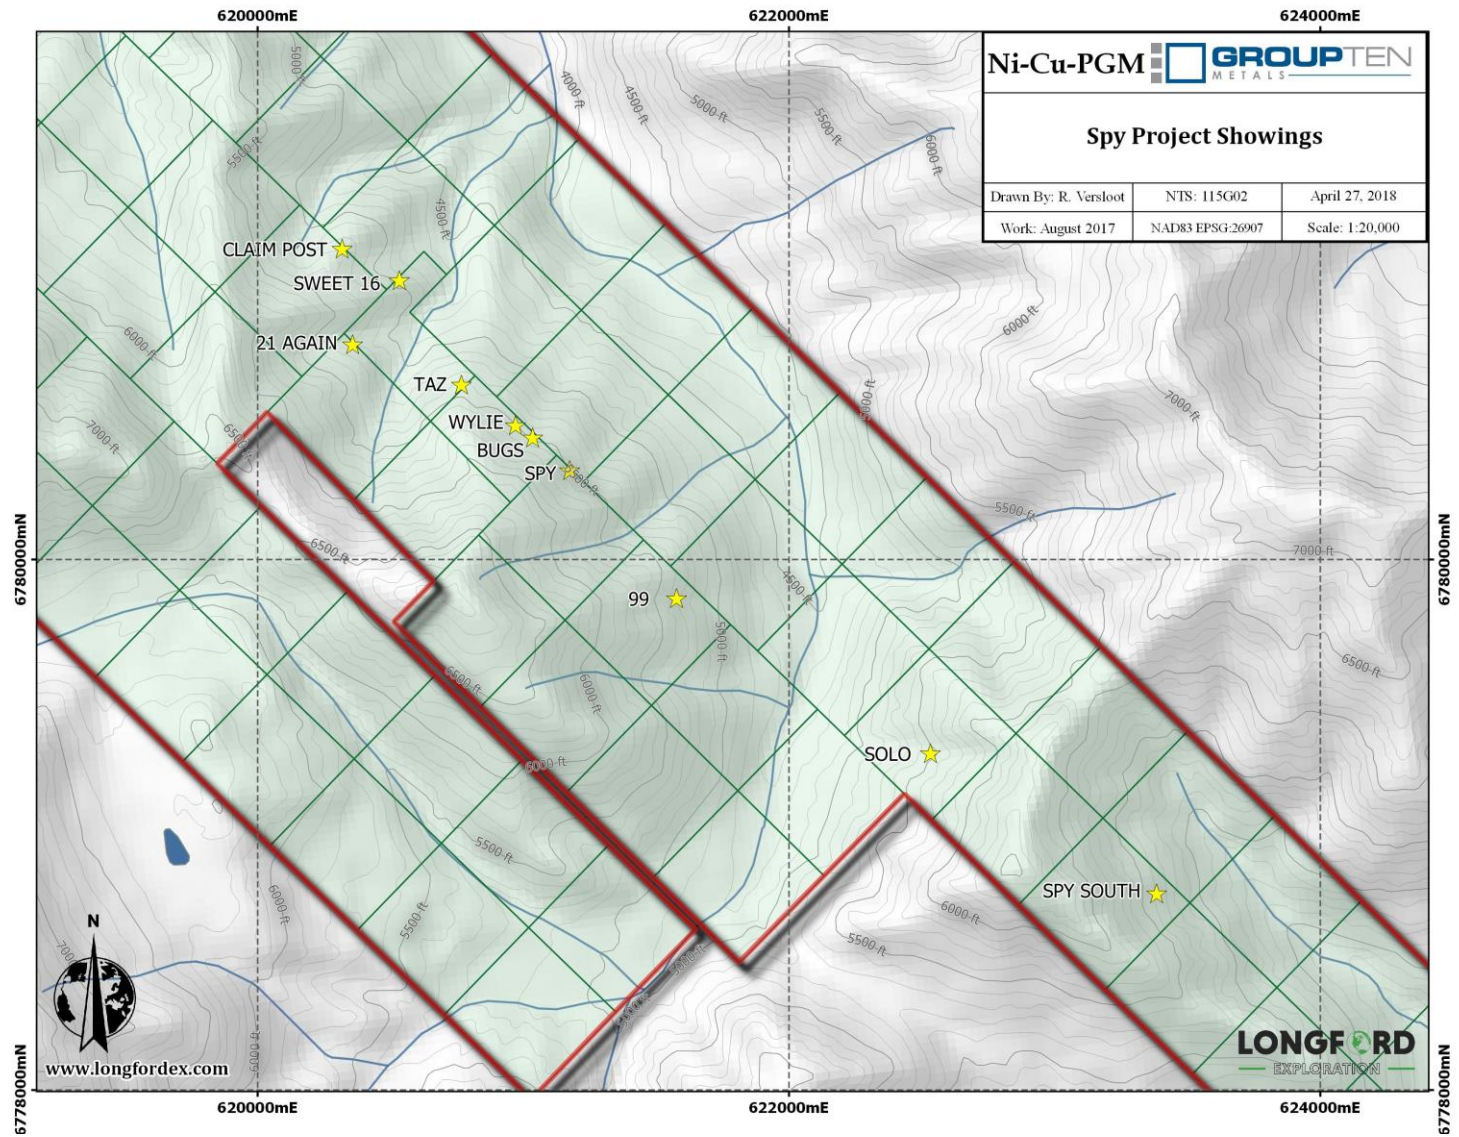 620000mE
622000mE
624000mE
Ni-Cu-PGM
GROUPTEN
METALS
Spy Project Showings
Drawn By: R. Versloot
NTS: 115G02
April 27, 2018
Work: August 2017
NAD83 EPSG:26907
Scale: 1:20,000
5000-ft
4000-ft
4500-ft
5000-ft
5500-ft
6000-ft
5500-ft
4500-ft
CLAIM POST
SWEET 16
6000-ft
6000-ft
21 AGAIN
TAZ
7000-ft
WYLIE
BUGS
SPY
7000-ft
5500-ft
6500-ft
7000-ft
6780000mN
6780000mN
4500-ft
99
5000-ft
6500-ft
6500-ft
6000-ft
SOLO
6000-ft
5500-ft
SPY SOUTH
6000-ft
5500-ft
6000-ft
5500-ft
N
6000-ft
www.longfordex.com
LONGFORD
EXPLORATION
6778000mN
6778000mN
620000mE
622000mE
624000mE